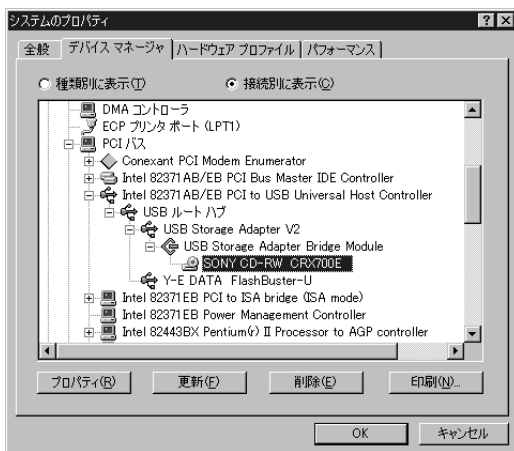 システムのプロパティ
全般 デバイス マネージャ ハードウェア プロファイル パフォーマンス
種類別に表示(T) 接続別に表示(C)
DMA コントローラ
ECP プリンタ ポート (LPT1)
PCI バス
Conexant PCI Modem Enumerator
Intel 82371AB/EB PCI Bus Master IDE Controller
Intel 82371AB/EB PCI to USB Universal Host Controller
USB ルート ハブ
USB Storage Adapter V2
USB Storage Adapter Bridge Module
SONY CD-RW CRX700E
Y-E DATA FlashBuster-U
Intel 82371EB PCI to ISA bridge (ISA mode)
Intel 82371EB Power Management Controller
Intel 82443BX Pentium(r) II Processor to AGP controller
プロパティ(R) 更新(F) 削除(E) 印刷(N)...
OK キャンセル